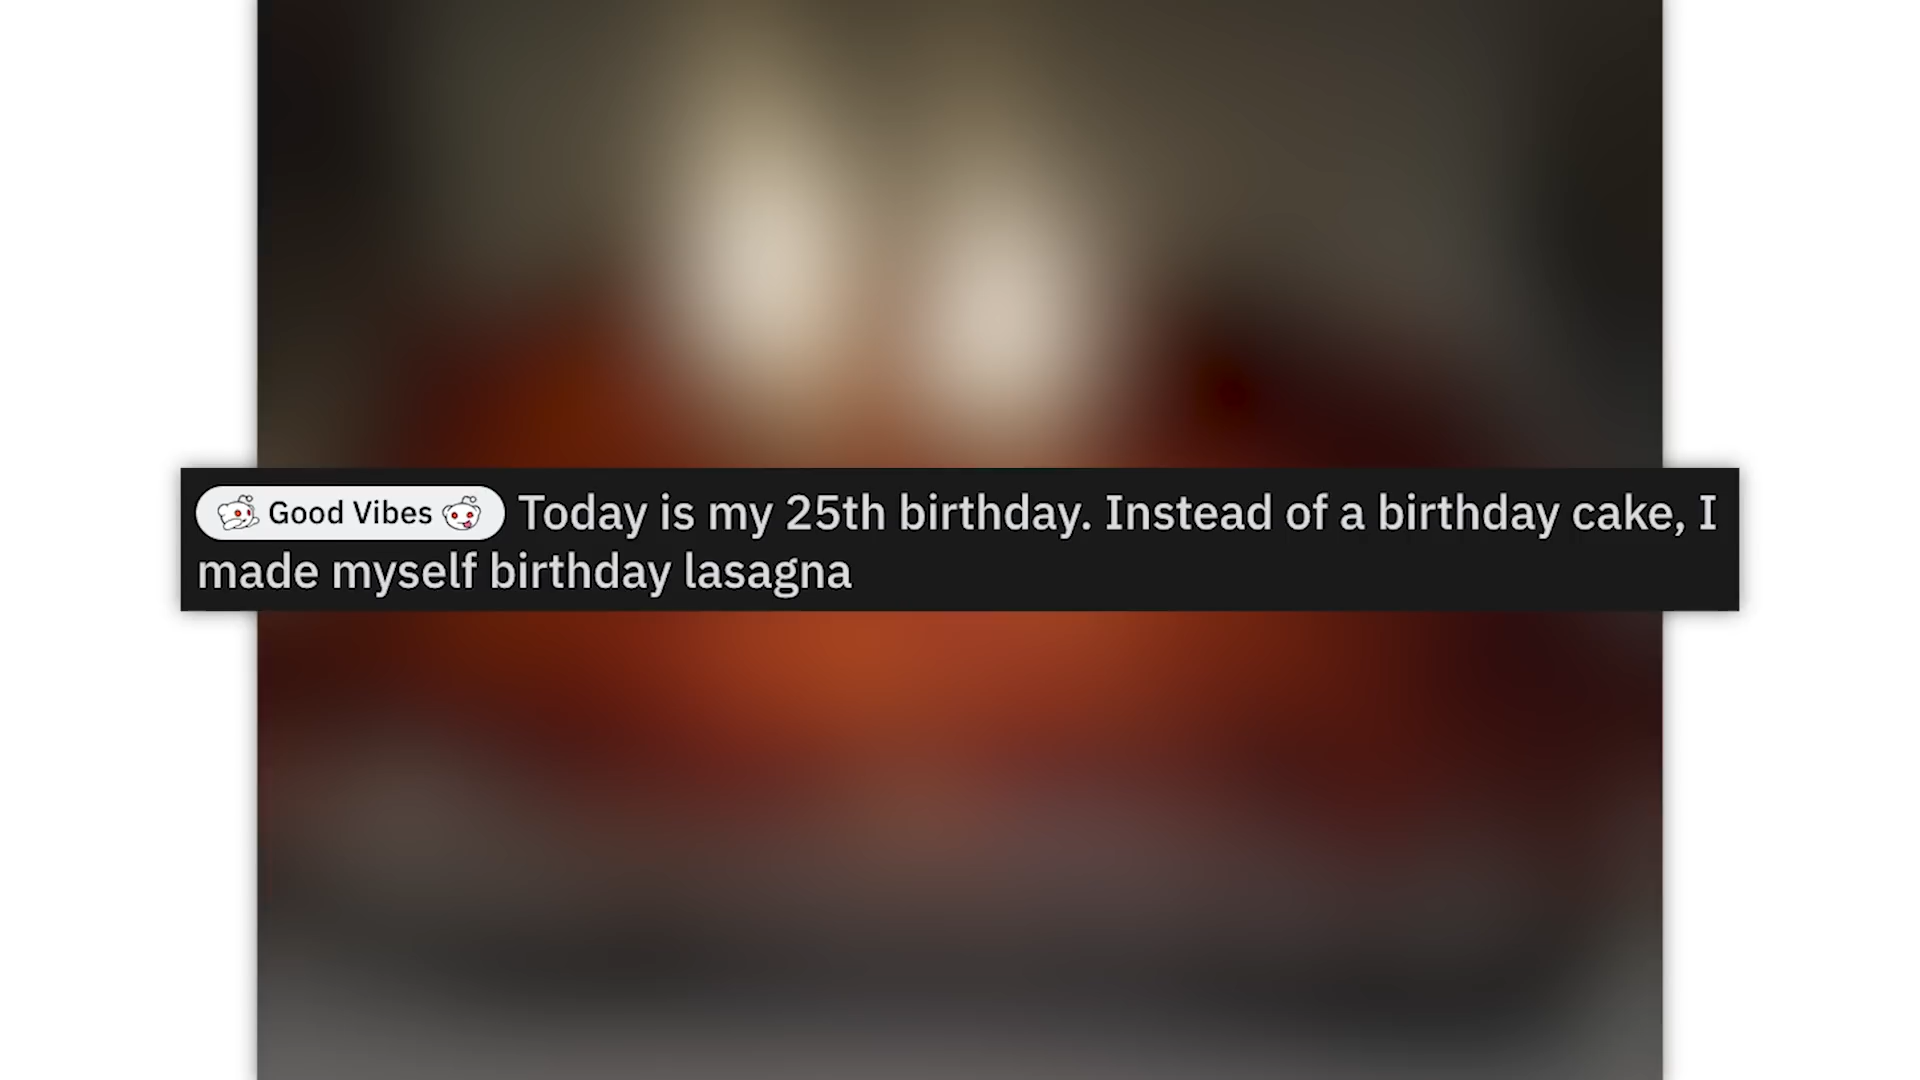 Good Vibes Today is my 25th birthday. Instead of a birthday cake, I
made myself birthday lasagna